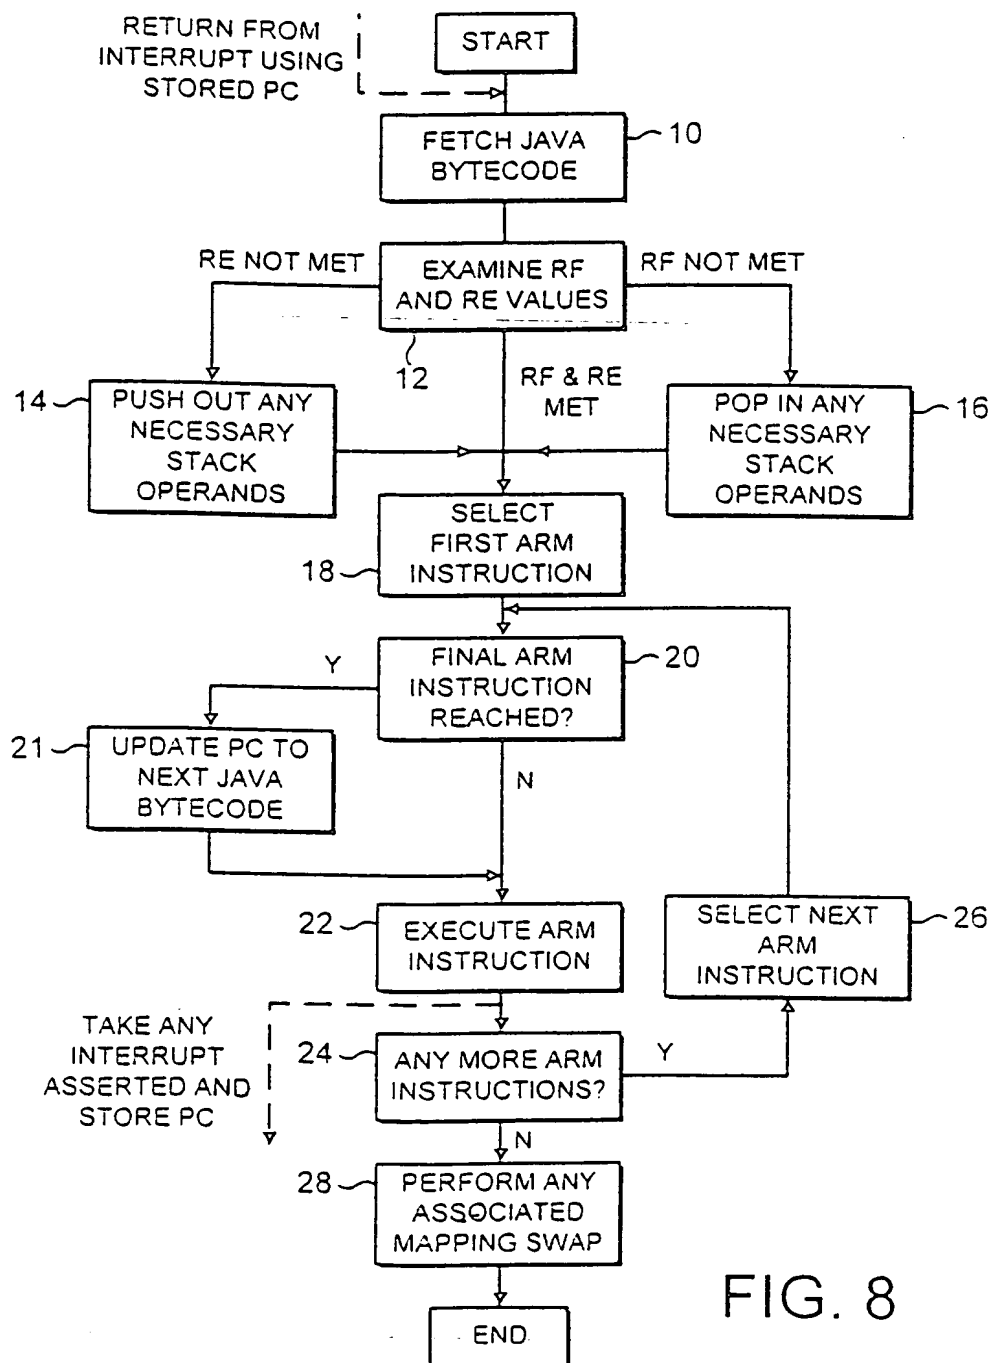 RETURN FROM
INTERRUPT USING
STORED PC
START
FETCH JAVA
BYTECODE
10
RE NOT MET
EXAMINE RF
AND RE VALUES
RF NOT MET
12
RF & RE
MET
14
PUSH OUT ANY
NECESSARY
STACK
OPERANDS
POP IN ANY
NECESSARY
STACK
OPERANDS
16
SELECT
FIRST ARM
INSTRUCTION
18
Y
FINAL ARM
INSTRUCTION
REACHED?
20
21
UPDATE PC TO
NEXT JAVA
BYTECODE
N
22
EXECUTE ARM
INSTRUCTION
SELECT NEXT
ARM
INSTRUCTION
26
TAKE ANY
INTERRUPT
ASSERTED AND
STORE PC
24
ANY MORE ARM
INSTRUCTIONS?
Y
N
28
PERFORM ANY
ASSOCIATED
MAPPING SWAP
END
FIG. 8